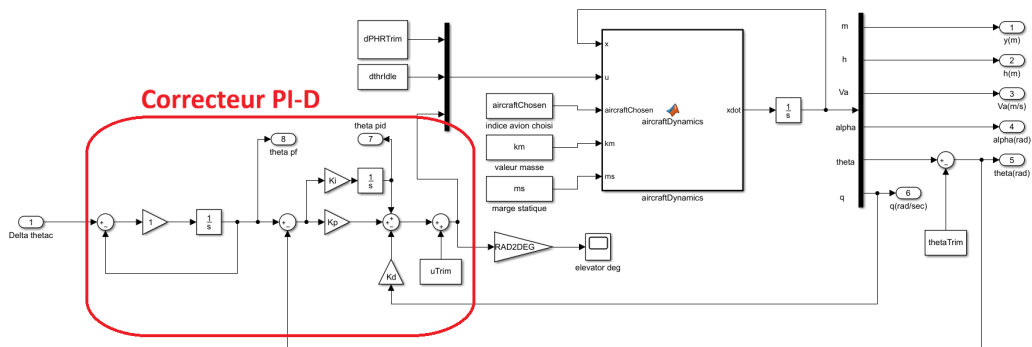 dPHRTrim
dthrIdle
Correcteur PI-D
8
theta pf
theta pid
7
Ki
1
s
1
Delta thetac
+
−
1
1
s
+
−
Kp
+
+
−
+
+
Kd
uTrim
RAD2DEG
elevator deg
aircraftChosen
indice avion choisi
km
valeur masse
ms
marge statique
x
u
aircraftChosen
km
ms
aircraftDynamics
xdot
aircraftDynamics
1
s
m
h
Va
alpha
theta
q
1
y(m)
2
h(m)
3
Va(m/s)
4
alpha(rad)
5
theta(rad)
6
q(rad/sec)
+
−
thetaTrim